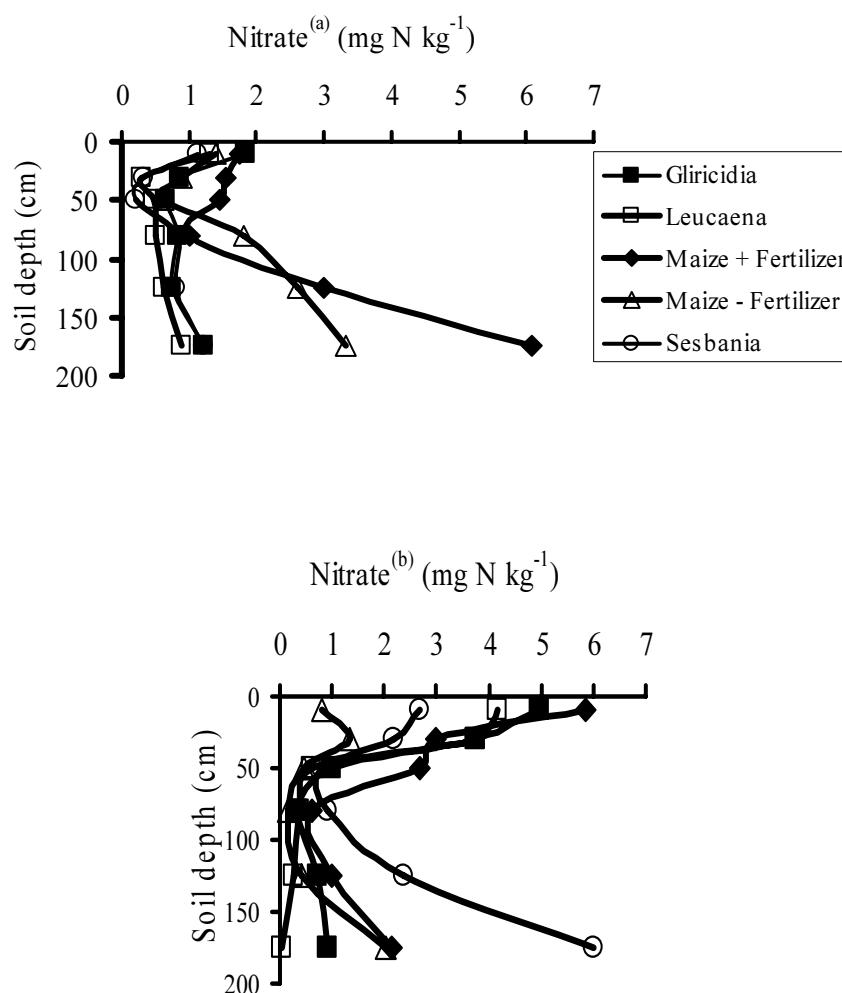 Nitrate(a) (mg N kg-1)
0 1 2 3 4 5 6 7
Soil depth (cm)
0
50
100
150
200
Gliricidia
Leucaena
Maize + Fertilizer
Maize - Fertilizer
Sesbania
Nitrate(b) (mg N kg-1)
0 1 2 3 4 5 6 7
Soil depth (cm)
0
50
100
150
200